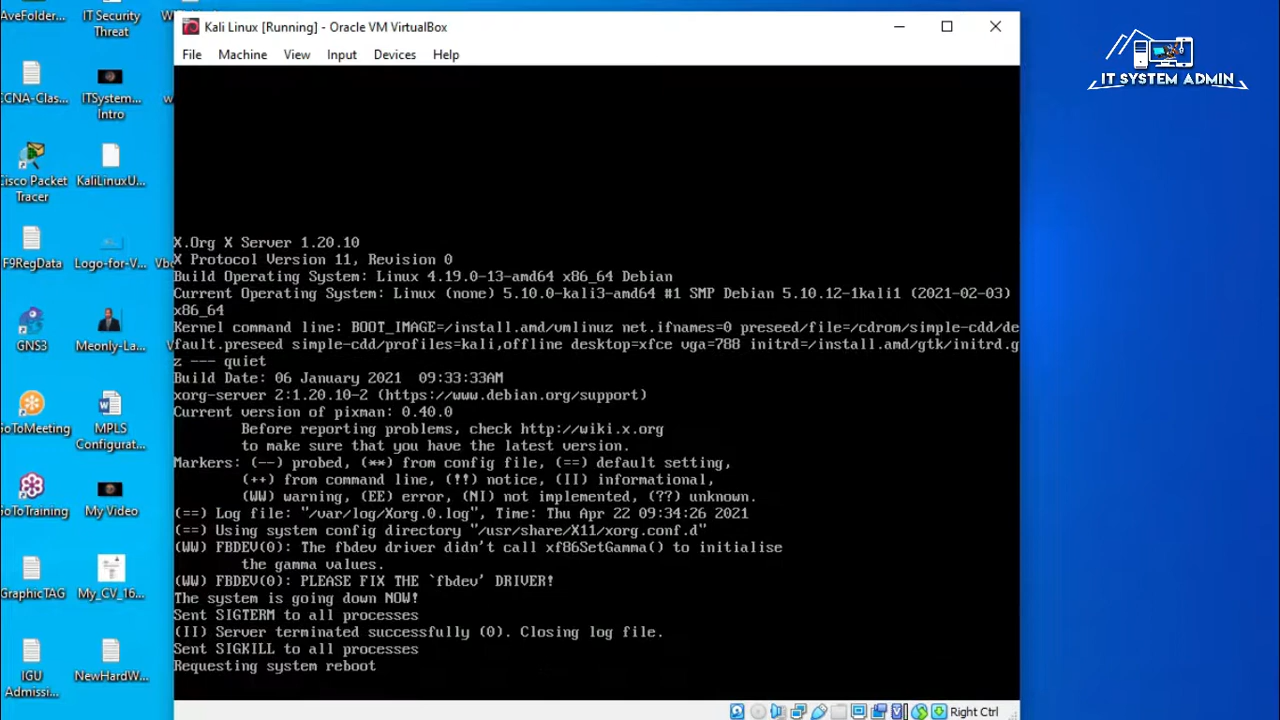 AveFolder...
IT Security
Threat
Kali Linux [Running] - Oracle VM VirtualBox
File Machine View Input Devices Help
IT SYSTEM ADMIN
CCNA-Clas...
ITSystem...
Intro
Cisco Packet
Tracer
KaliLinuxU...
F9RegData
Logo-for-V...
GNS3
Meonly-La...
GoToMeeting
MPLS
Configurat...
GoToTraining
My Video
GraphicTAG
My_CV_16...
IGU
Admissi...
NewHardW...
X.Org X Server 1.20.10
X Protocol Version 11, Revision 0
Build Operating System: Linux 4.19.0-13-amd64 x86_64 Debian
Current Operating System: Linux (none) 5.10.0-kali3-amd64 #1 SMP Debian 5.10.12-1kali1 (2021-02-03)
x86_64
Kernel command line: BOOT_IMAGE=/install.amd/vmlinuz net.ifnames=0 preseed/file=/cdrom/simple-cdd/de
fault.preseed simple-cdd/profiles=kali,offline desktop=xfce vga=788 initrd=/install.amd/gtk/initrd.g
z --- quiet
Build Date: 06 January 2021  09:33:33AM
xorg-server 2:1.20.10-2 (https://www.debian.org/support)
Current version of pixman: 0.40.0
Before reporting problems, check http://wiki.x.org
to make sure that you have the latest version.
Markers: (--) probed, (**) from config file, (==) default setting,
(++) from command line, (!!) notice, (II) informational,
(WW) warning, (EE) error, (NI) not implemented, (??) unknown.
(==) Log file: "/var/log/Xorg.0.log", Time: Thu Apr 22 09:34:26 2021
(==) Using system config directory "/usr/share/X11/xorg.conf.d"
(WW) FBDEV(0): The fbdev driver didn't call xf86SetGamma() to initialise
the gamma values.
(WW) FBDEV(0): PLEASE FIX THE `fbdev' DRIVER!
The system is going down NOW!
Sent SIGTERM to all processes
(II) Server terminated successfully (0). Closing log file.
Sent SIGKILL to all processes
Requesting system reboot
Right Ctrl